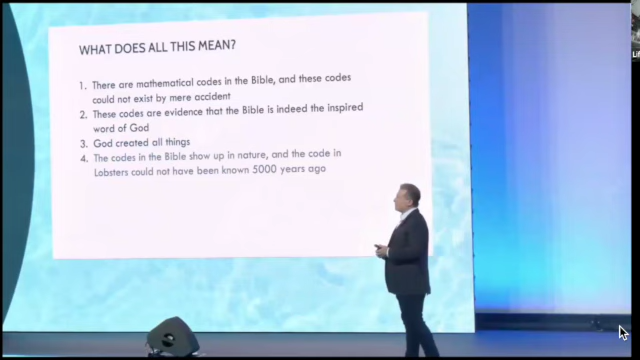 WHAT DOES ALL THIS MEAN?
1. There are mathematical codes in the Bible, and these codes
could not exist by mere accident
2. These codes are evidence that the Bible is indeed the inspired
word of God
3. God created all things
4. The codes in the Bible show up in nature, and the code in
Lobsters could not have been known 5000 years ago